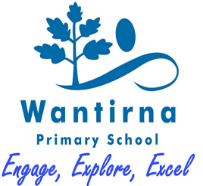 Wantirna
Primary School
Engage, Explore, Excel